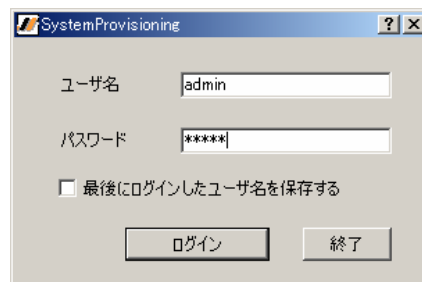 SystemProvisioning
ユーザ名 admin
パスワード *****
最後にログインしたユーザ名を保存する
ログイン 終了